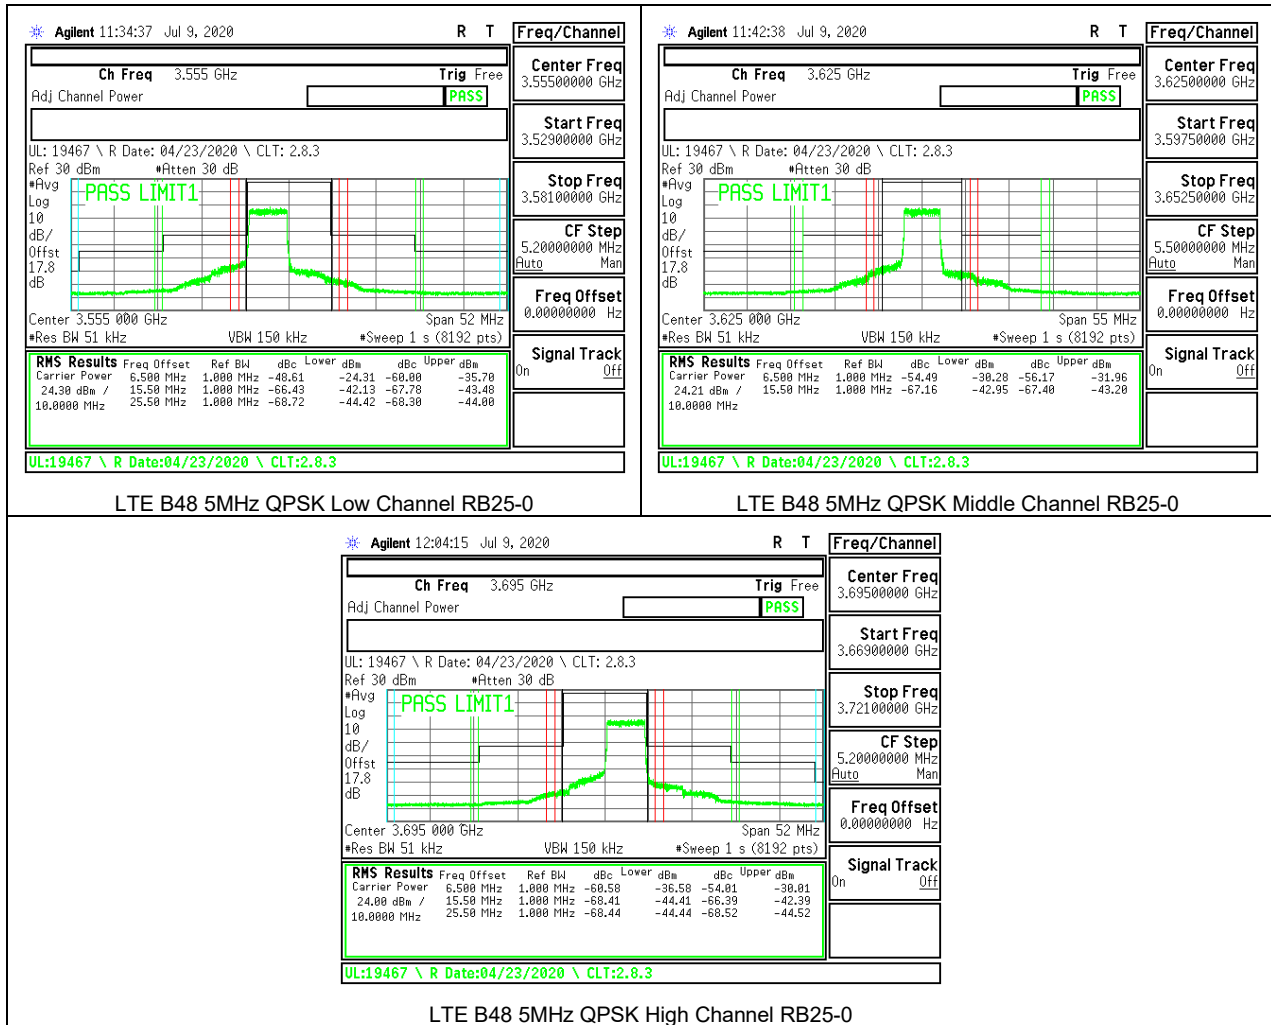 Agilent 11:34:37 Jul 9, 2020 R T
Freq/Channel
Ch Freq 3.555 GHz Trig Free
Adj Channel Power PASS
UL: 19467 \ R Date: 04/23/2020 \ CLT: 2.8.3
Ref 30 dBm #Atten 30 dB
#Avg
Log
10
dB/
Offst
17.8
dB
PASS LIMIT1
Center 3.555 000 GHz Span 52 MHz
#Res BW 51 kHz VBW 150 kHz #Sweep 1 s (8192 pts)
RMS Results Freq Offset Ref BW dBc Lower dBm dBc Upper dBm
Carrier Power 6.500 MHz 1.000 MHz -48.61 -24.31 -60.00 -35.70
24.30 dBm / 15.50 MHz 1.000 MHz -66.43 -42.13 -67.78 -43.48
10.0000 MHz 25.50 MHz 1.000 MHz -68.72 -44.42 -68.30 -44.00
UL:19467 \ R Date:04/23/2020 \ CLT:2.8.3
Center Freq
3.55500000 GHz
Start Freq
3.52900000 GHz
Stop Freq
3.58100000 GHz
CF Step
5.20000000 MHz
Auto Man
Freq Offset
0.00000000 Hz
Signal Track
On Off
LTE B48 5MHz QPSK Low Channel RB25-0
Agilent 11:42:38 Jul 9, 2020 R T
Freq/Channel
Ch Freq 3.625 GHz Trig Free
Adj Channel Power PASS
UL: 19467 \ R Date: 04/23/2020 \ CLT: 2.8.3
Ref 30 dBm #Atten 30 dB
#Avg
Log
10
dB/
Offst
17.8
dB
PASS LIMIT1
Center 3.625 000 GHz Span 55 MHz
#Res BW 51 kHz VBW 150 kHz #Sweep 1 s (8192 pts)
RMS Results Freq Offset Ref BW dBc Lower dBm dBc Upper dBm
Carrier Power 6.500 MHz 1.000 MHz -54.49 -30.28 -56.17 -31.96
24.21 dBm / 15.50 MHz 1.000 MHz -67.16 -42.95 -67.40 -43.20
10.0000 MHz
UL:19467 \ R Date:04/23/2020 \ CLT:2.8.3
Center Freq
3.62500000 GHz
Start Freq
3.59750000 GHz
Stop Freq
3.65250000 GHz
CF Step
5.50000000 MHz
Auto Man
Freq Offset
0.00000000 Hz
Signal Track
On Off
LTE B48 5MHz QPSK Middle Channel RB25-0
Agilent 12:04:15 Jul 9, 2020 R T
Freq/Channel
Ch Freq 3.695 GHz Trig Free
Adj Channel Power PASS
UL: 19467 \ R Date: 04/23/2020 \ CLT: 2.8.3
Ref 30 dBm #Atten 30 dB
#Avg
Log
10
dB/
Offst
17.8
dB
PASS LIMIT1
Center 3.695 000 GHz Span 52 MHz
#Res BW 51 kHz VBW 150 kHz #Sweep 1 s (8192 pts)
RMS Results Freq Offset Ref BW dBc Lower dBm dBc Upper dBm
Carrier Power 6.500 MHz 1.000 MHz -60.58 -36.58 -54.01 -30.01
24.00 dBm / 15.50 MHz 1.000 MHz -68.41 -44.41 -66.39 -42.39
10.0000 MHz 25.50 MHz 1.000 MHz -68.44 -44.44 -68.52 -44.52
UL:19467 \ R Date:04/23/2020 \ CLT:2.8.3
Center Freq
3.69500000 GHz
Start Freq
3.66900000 GHz
Stop Freq
3.72100000 GHz
CF Step
5.20000000 MHz
Auto Man
Freq Offset
0.00000000 Hz
Signal Track
On Off
LTE B48 5MHz QPSK High Channel RB25-0